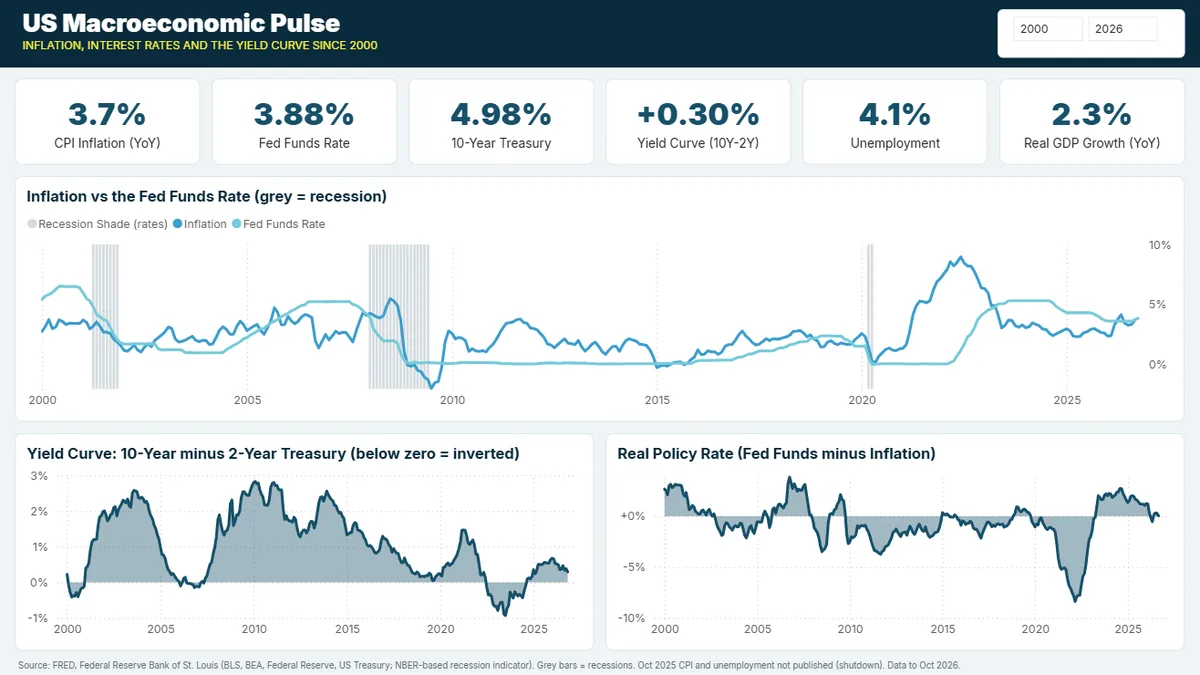 US Macroeconomic Pulse
INFLATION, INTEREST RATES AND THE YIELD CURVE SINCE 2000
2000 2026
3.7%
CPI Inflation (YoY)
3.88%
Fed Funds Rate
4.98%
10-Year Treasury
+0.30%
Yield Curve (10Y-2Y)
4.1%
Unemployment
2.3%
Real GDP Growth (YoY)
Inflation vs the Fed Funds Rate (grey = recession)
Recession Shade (rates) Inflation Fed Funds Rate
10%
5%
0%
2000 2005 2010 2015 2020 2025
Yield Curve: 10-Year minus 2-Year Treasury (below zero = inverted)
3%
2%
1%
0%
-1%
2000 2005 2010 2015 2020 2025
Real Policy Rate (Fed Funds minus Inflation)
+0%
-5%
-10%
2000 2005 2010 2015 2020 2025
Source: FRED, Federal Reserve Bank of St. Louis (BLS, BEA, Federal Reserve, US Treasury; NBER-based recession indicator). Grey bars = recessions. Oct 2025 CPI and unemployment not published (shutdown). Data to Oct 2026.